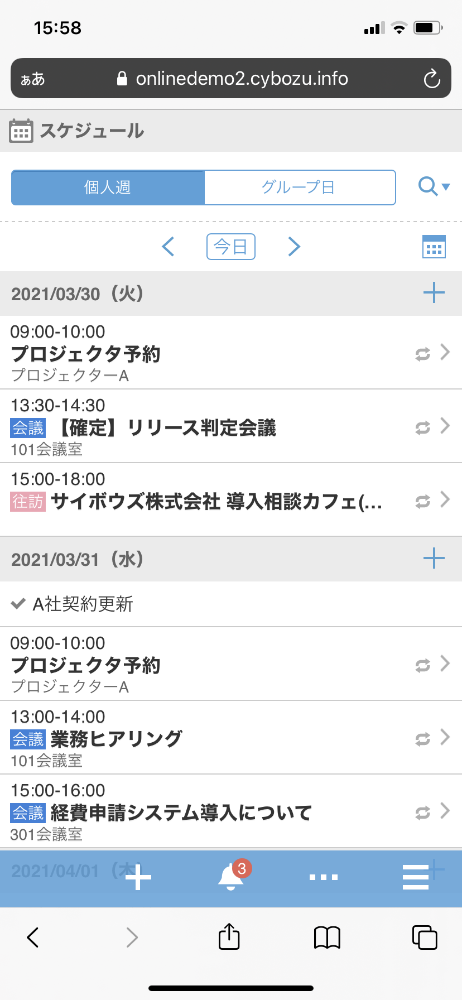 15:58
ぁあ onlinedemo2.cybozu.info
スケジュール
個人週 グループ日
今日
2021/03/30（火）
09:00-10:00
プロジェクタ予約
プロジェクターA
13:30-14:30
会議 【確定】リリース判定会議
101会議室
15:00-18:00
往訪 サイボウズ株式会社 導入相談カフェ(...
2021/03/31（水）
A社契約更新
09:00-10:00
プロジェクタ予約
プロジェクターA
13:00-14:00
会議 業務ヒアリング
101会議室
15:00-16:00
会議 経費申請システム導入について
301会議室
2021/04/01（木）
3